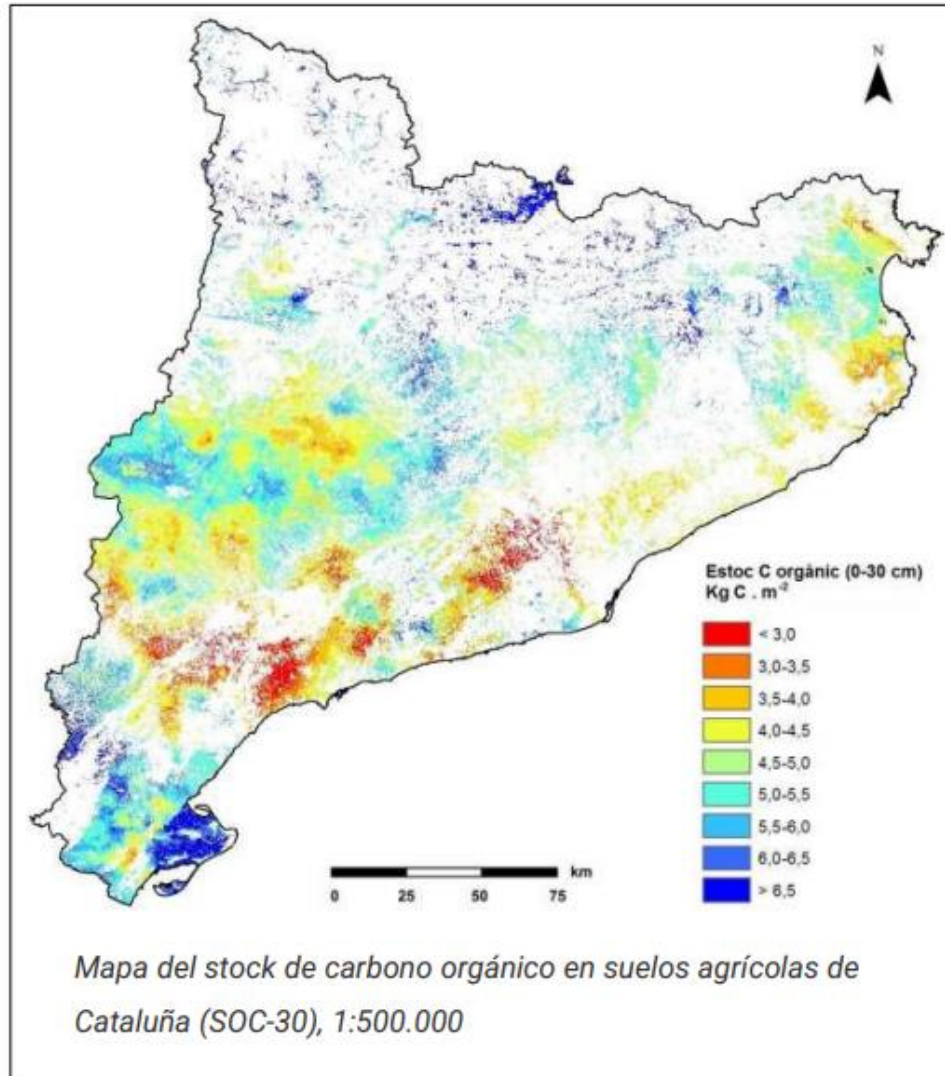 N
Estoc C orgànic (0-30 cm)
Kg C . m⁻²
< 3,0
3,0-3,5
3,5-4,0
4,0-4,5
4,5-5,0
5,0-5,5
5,5-6,0
6,0-6,5
> 6,5
km
0 25 50 75
Mapa del stock de carbono orgánico en suelos agrícolas de
Cataluña (SOC-30), 1:500.000